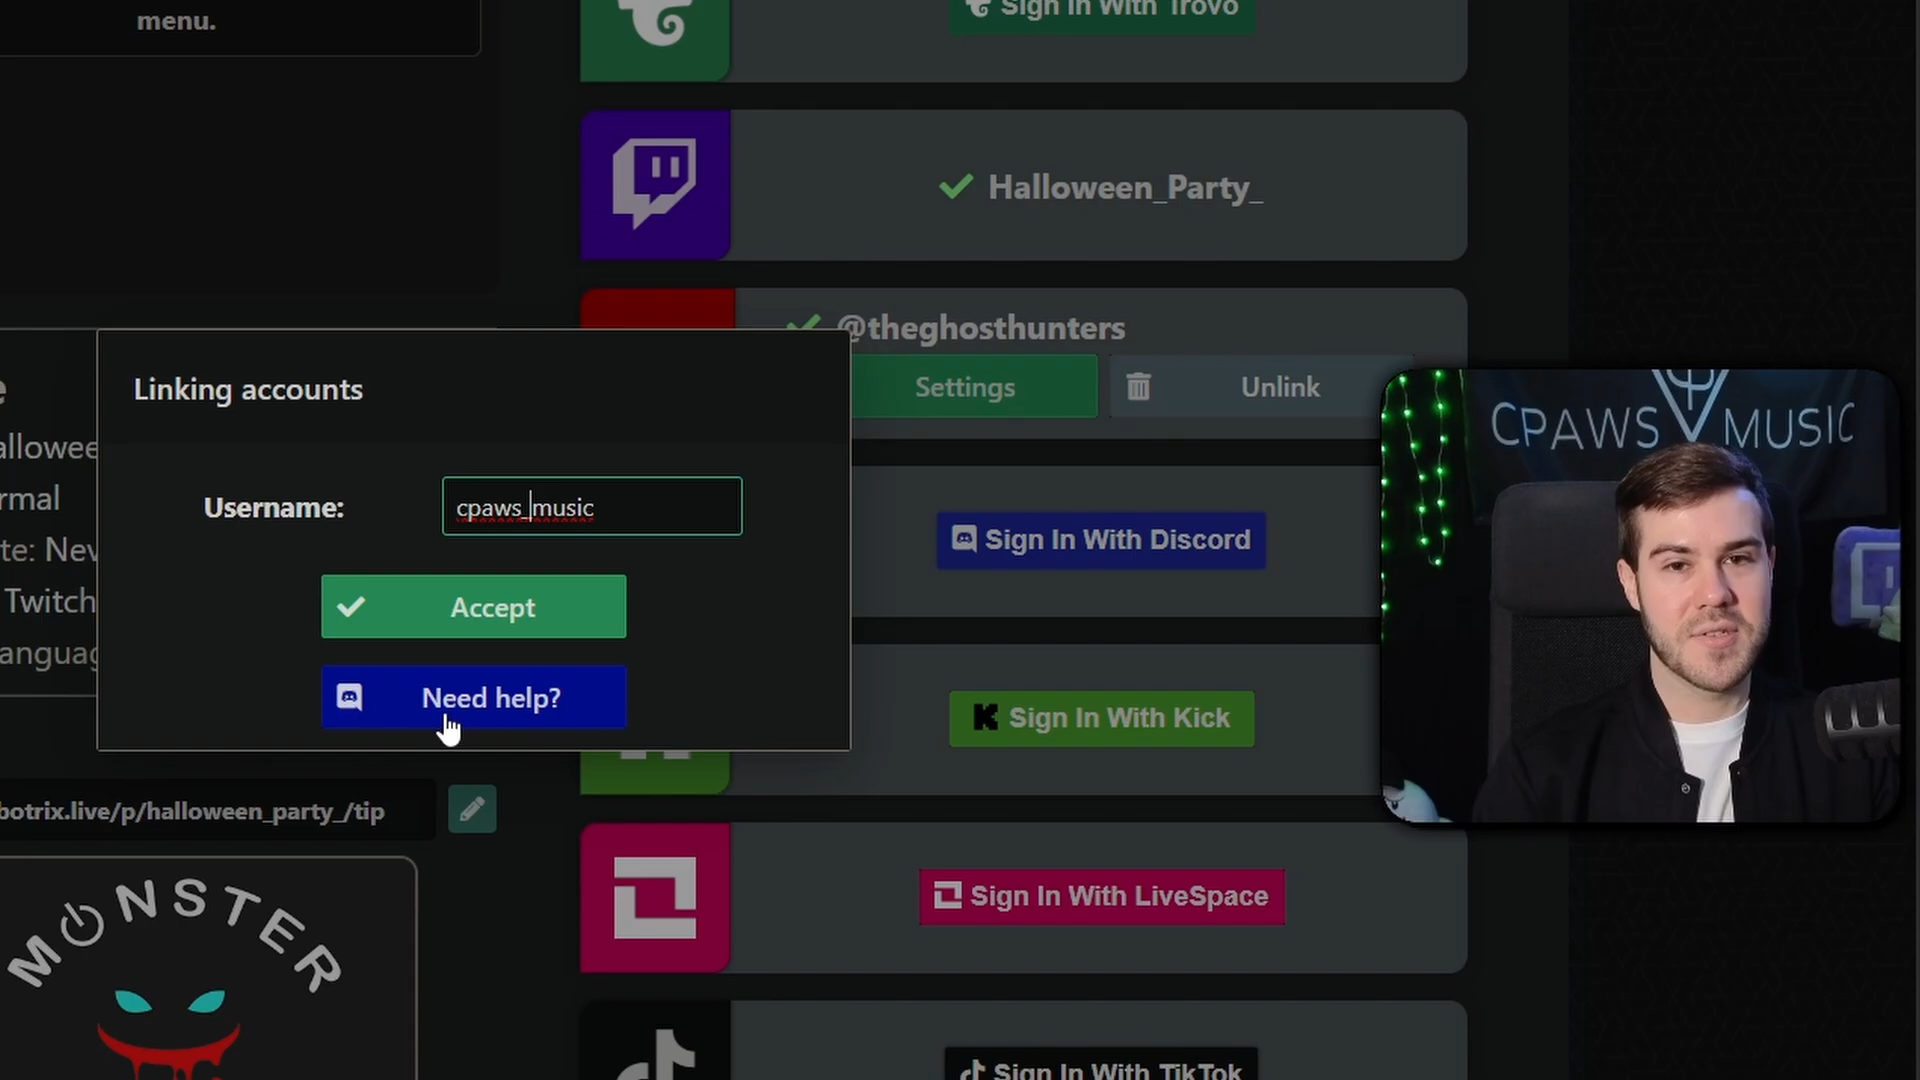 menu.
Sign In With Trovo
Halloween_Party_
@theghosthunters
Settings
Unlink
Linking accounts
Username:
cpaws_music
Accept
Need help?
e
allowee
rmal
te: Nev
Twitch
anguag
Sign In With Discord
Sign In With Kick
botrix.live/p/halloween_party_/tip
Sign In With LiveSpace
Sign In With TikTok
MONSTER
CPAWS MUSIC